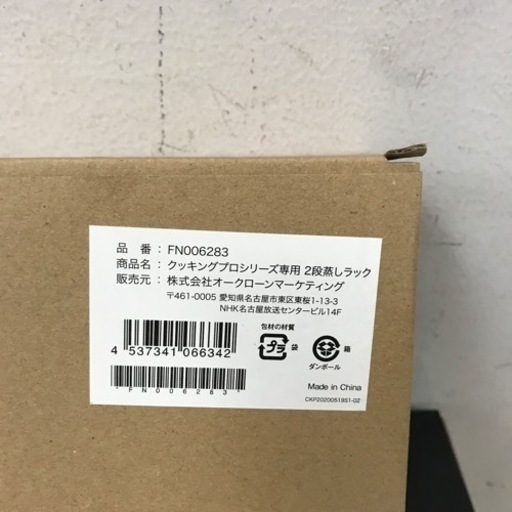 品　番：FN006283
商品名：クッキングプロシリーズ専用 2段蒸しラック
販売元：株式会社オークローンマーケティング
〒461-0005 愛知県名古屋市東区東桜1-13-3
NHK名古屋放送センタービル14F
包材の材質
プラ 袋 箱
ダンボール
4 537341 066342
FN006283
Made in China
CKP2020051951-02